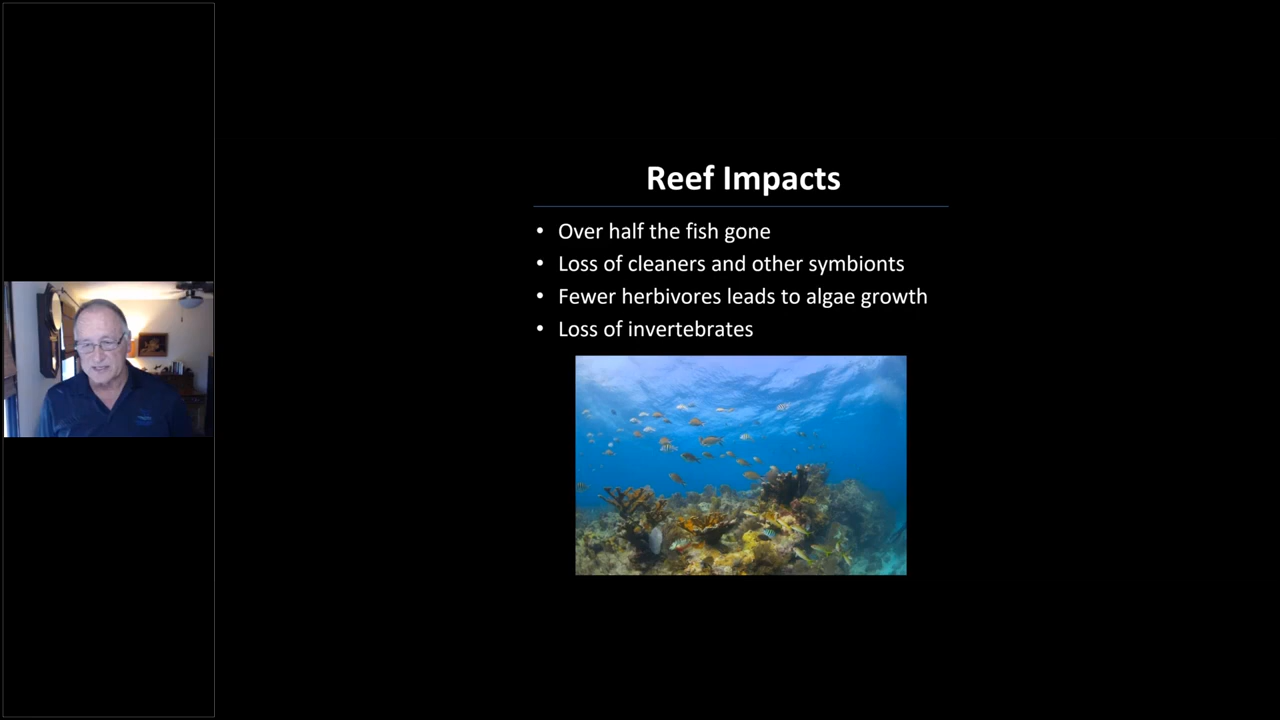 Reef Impacts
• Over half the fish gone
• Loss of cleaners and other symbionts
• Fewer herbivores leads to algae growth
• Loss of invertebrates